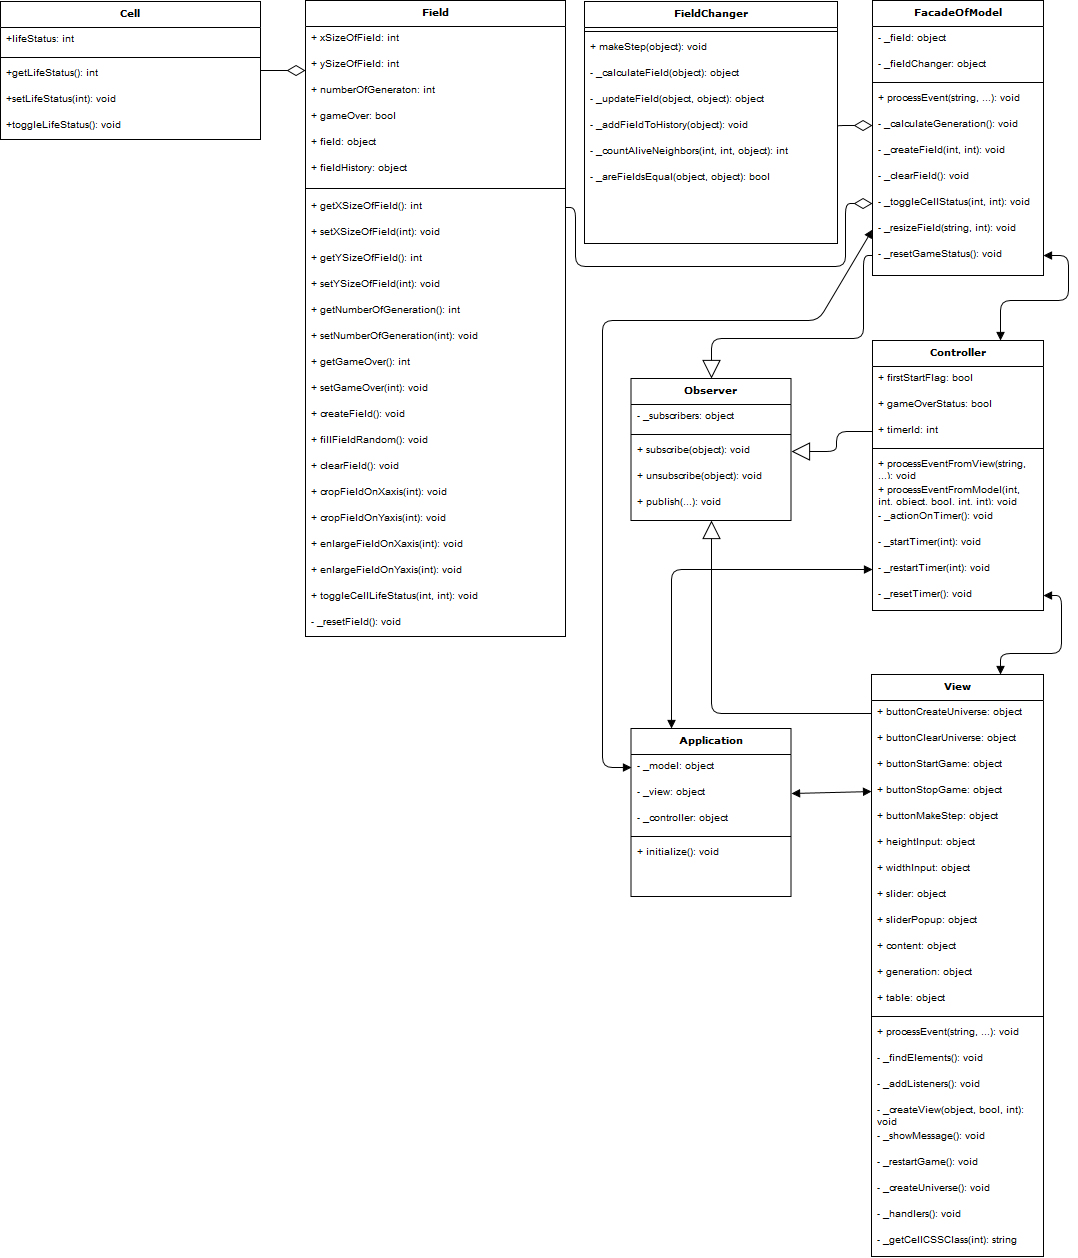 Cell
+lifeStatus: int
+getLifeStatus(): int
+setLifeStatus(int): void
+toggleLifeStatus(): void
Field
+ xSizeOfField: int
+ ySizeOfField: int
+ numberOfGeneraton: int
+ gameOver: bool
+ field: object
+ fieldHistory: object
+ getXSizeOfField(): int
+ setXSizeOfField(int): void
+ getYSizeOfField(): int
+ setYSizeOfField(int): void
+ getNumberOfGeneration(): int
+ setNumberOfGeneration(int): void
+ getGameOver(): int
+ setGameOver(int): void
+ createField(): void
+ fillFieldRandom(): void
+ clearField(): void
+ cropFieldOnXaxis(int): void
+ cropFieldOnYaxis(int): void
+ enlargeFieldOnXaxis(int): void
+ enlargeFieldOnYaxis(int): void
+ toggleCellLifeStatus(int, int): void
- _resetField(): void
FieldChanger
+ makeStep(object): void
- _calculateField(object): object
- _updateField(object, object): object
- _addFieldToHistory(object): void
- _countAliveNeighbors(int, int, object): int
- _areFieldsEqual(object, object): bool
FacadeOfModel
- _field: object
- _fieldChanger: object
+ processEvent(string, ...): void
- _calculateGeneration(): void
- _createField(int, int): void
- _clearField(): void
- _toggleCellStatus(int, int): void
- _resizeField(string, int): void
- _resetGameStatus(): void
Observer
- _subscribers: object
+ subscribe(object): void
+ unsubscribe(object): void
+ publish(...): void
Controller
+ firstStartFlag: bool
+ gameOverStatus: bool
+ timerId: int
+ processEventFromView(string,
...): void
+ processEventFromModel(int,
int, object, bool, int, int): void
- _actionOnTimer(): void
- _startTimer(int): void
- _restartTimer(int): void
- _resetTimer(): void
Application
- _model: object
- _view: object
- _controller: object
+ initialize(): void
View
+ buttonCreateUniverse: object
+ buttonClearUniverse: object
+ buttonStartGame: object
+ buttonStopGame: object
+ buttonMakeStep: object
+ heightInput: object
+ widthInput: object
+ slider: object
+ sliderPopup: object
+ content: object
+ generation: object
+ table: object
+ processEvent(string, ...): void
- _findElements(): void
- _addListeners(): void
- _createView(object, bool, int):
void
- _showMessage(): void
- _restartGame(): void
- _createUniverse(): void
- _handlers(): void
- _getCellCSSClass(int): string